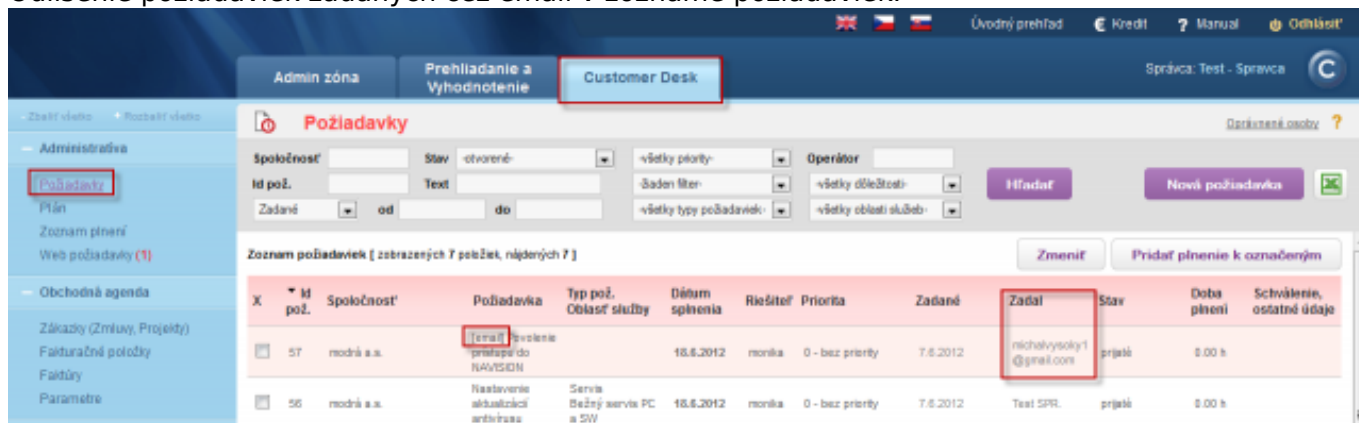 Úvodný prehľad Kredit ? Manual Odhlásiť
Admin zóna
Prehliadanie a
Vyhodnotenie
Customer Desk
Správca: Test - Spravca
- Zbaliť všetko + Rozbaliť všetko
Požiadavky
Oprávnené osoby ?
Administratíva
Požiadavky
Plán
Zoznam plnení
Web požiadavky (1)
Spoločnosť Stav -otvorené- -všetky priority- Operátor
Id pož. Text -žiaden filter- -všetky dôležitosti- Hľadať Nová požiadavka
Zadané od do -všetky typy požiadaviek- -všetky oblasti služieb-
Zoznam požiadaviek [ zobrazených 7 položiek, nájdených 7 ]
Zmeniť Pridať plnenie k označeným
Obchodná agenda
Zákazky (Zmluvy, Projekty)
Fakturačné položky
Faktúry
Parametre
X Id pož. Spoločnosť Požiadavka Typ pož. Oblasť služby Dátum splnenia Riešiteľ Priorita Zadané Zadal Stav Doba plnení Schválenie, ostatné údaje
57 modrá a.s. [email] Povolenie prístupu do NAVISION 18.6.2012 monika 0 - bez priority 7.6.2012 michalvysoky1@gmail.com prijaté 0.00 h
56 modrá a.s. Nastavenie aktualizácií antivírusu Servis Bežný servis PC a SW 18.6.2012 monika 0 - bez priority 7.6.2012 Test SPR. prijaté 0.00 h